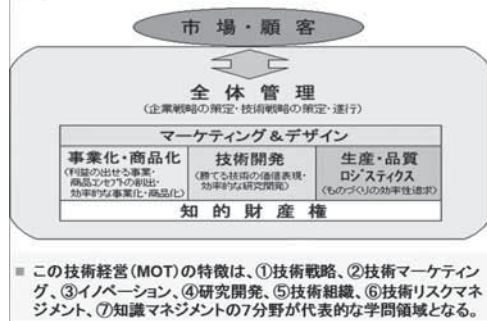 市 場・顧 客
全 体 管 理
(企業戦略の策定・技術戦略の策定・遂行)
マーケティング&デザイン
事業化・商品化
(利益の出せる事業・
商品コンセプトの創出・
効率的な事業化・商品化)
技術開発
(勝てる技術の価値表現・
効率的な研究開発)
生産・品質
ロジスティクス
(ものづくりの効率性追求)
知 的 財 産 権
■ この技術経営(MOT)の特徴は、①技術戦略、②技術マーケティン
グ、③イノベーション、④研究開発、⑤技術組織、⑥技術リスクマネ
ジメント、⑦知識マネジメントの7分野が代表的な学問領域となる。